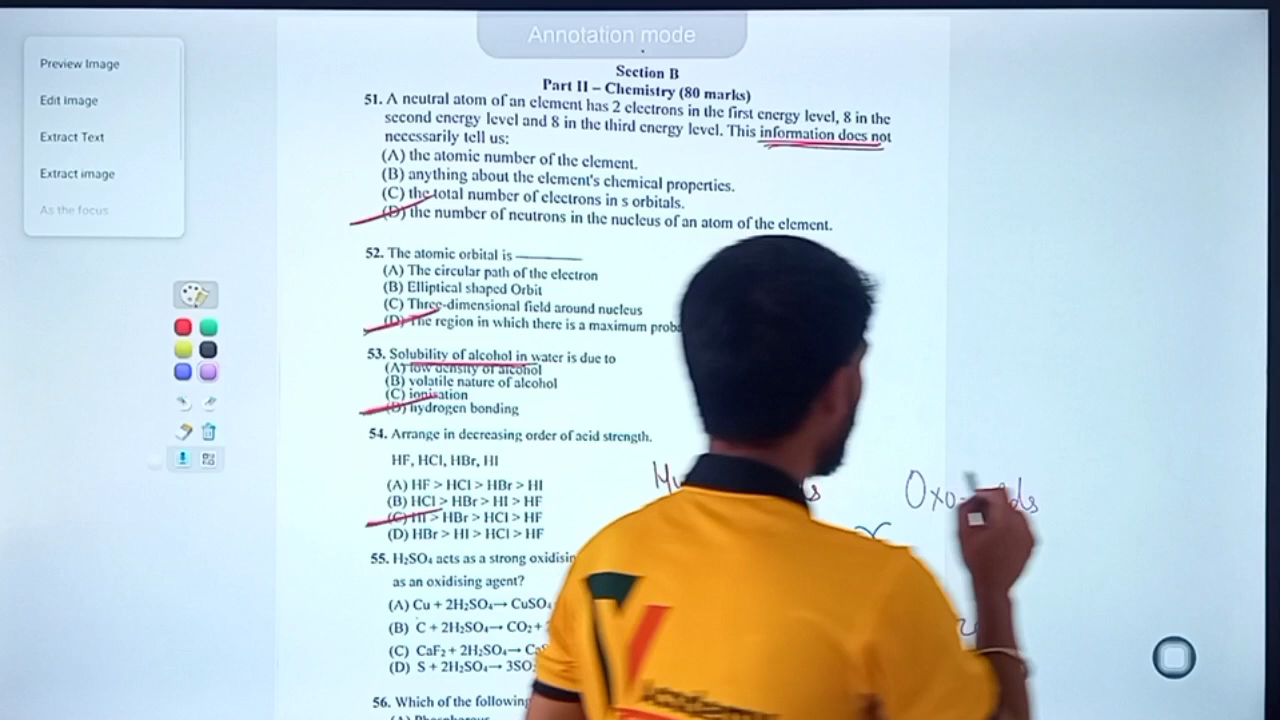 Annotation mode
Preview Image
Edit Image
Extract Text
Extract image
As the focus
Section B
Part II – Chemistry (80 marks)
51. A neutral atom of an element has 2 electrons in the first energy level, 8 in the
second energy level and 8 in the third energy level. This information does not
necessarily tell us:
(A) the atomic number of the element.
(B) anything about the element's chemical properties.
(C) the total number of electrons in s orbitals.
(D) the number of neutrons in the nucleus of an atom of the element.
52. The atomic orbital is
(A) The circular path of the electron
(B) Elliptical shaped Orbit
(C) Three-dimensional field around nucleus
(D) The region in which there is a maximum
53. Solubility of alcohol in water is due to
(A) low density of alcohol
(B) volatile nature of alcohol
(C) ionisation
(D) hydrogen bonding
54. Arrange in decreasing order of acid strength.
HF, HCl, HBr, HI
(A) HF > HCl > HBr > HI
(B) HCl > HBr > HI > HF
(C) HI > HBr > HCl > HF
(D) HBr > HI > HCl > HF
55. H₂SO₄ acts as a strong
as an oxidising agent?
(A) Cu + 2H₂SO₄→ CuSO₄
(B) C + 2H₂SO₄→ CO₂ +
(C) CaF₂ + 2H₂SO₄→
(D) S + 2H₂SO₄→ 3SO
56. Which of the following
Academy